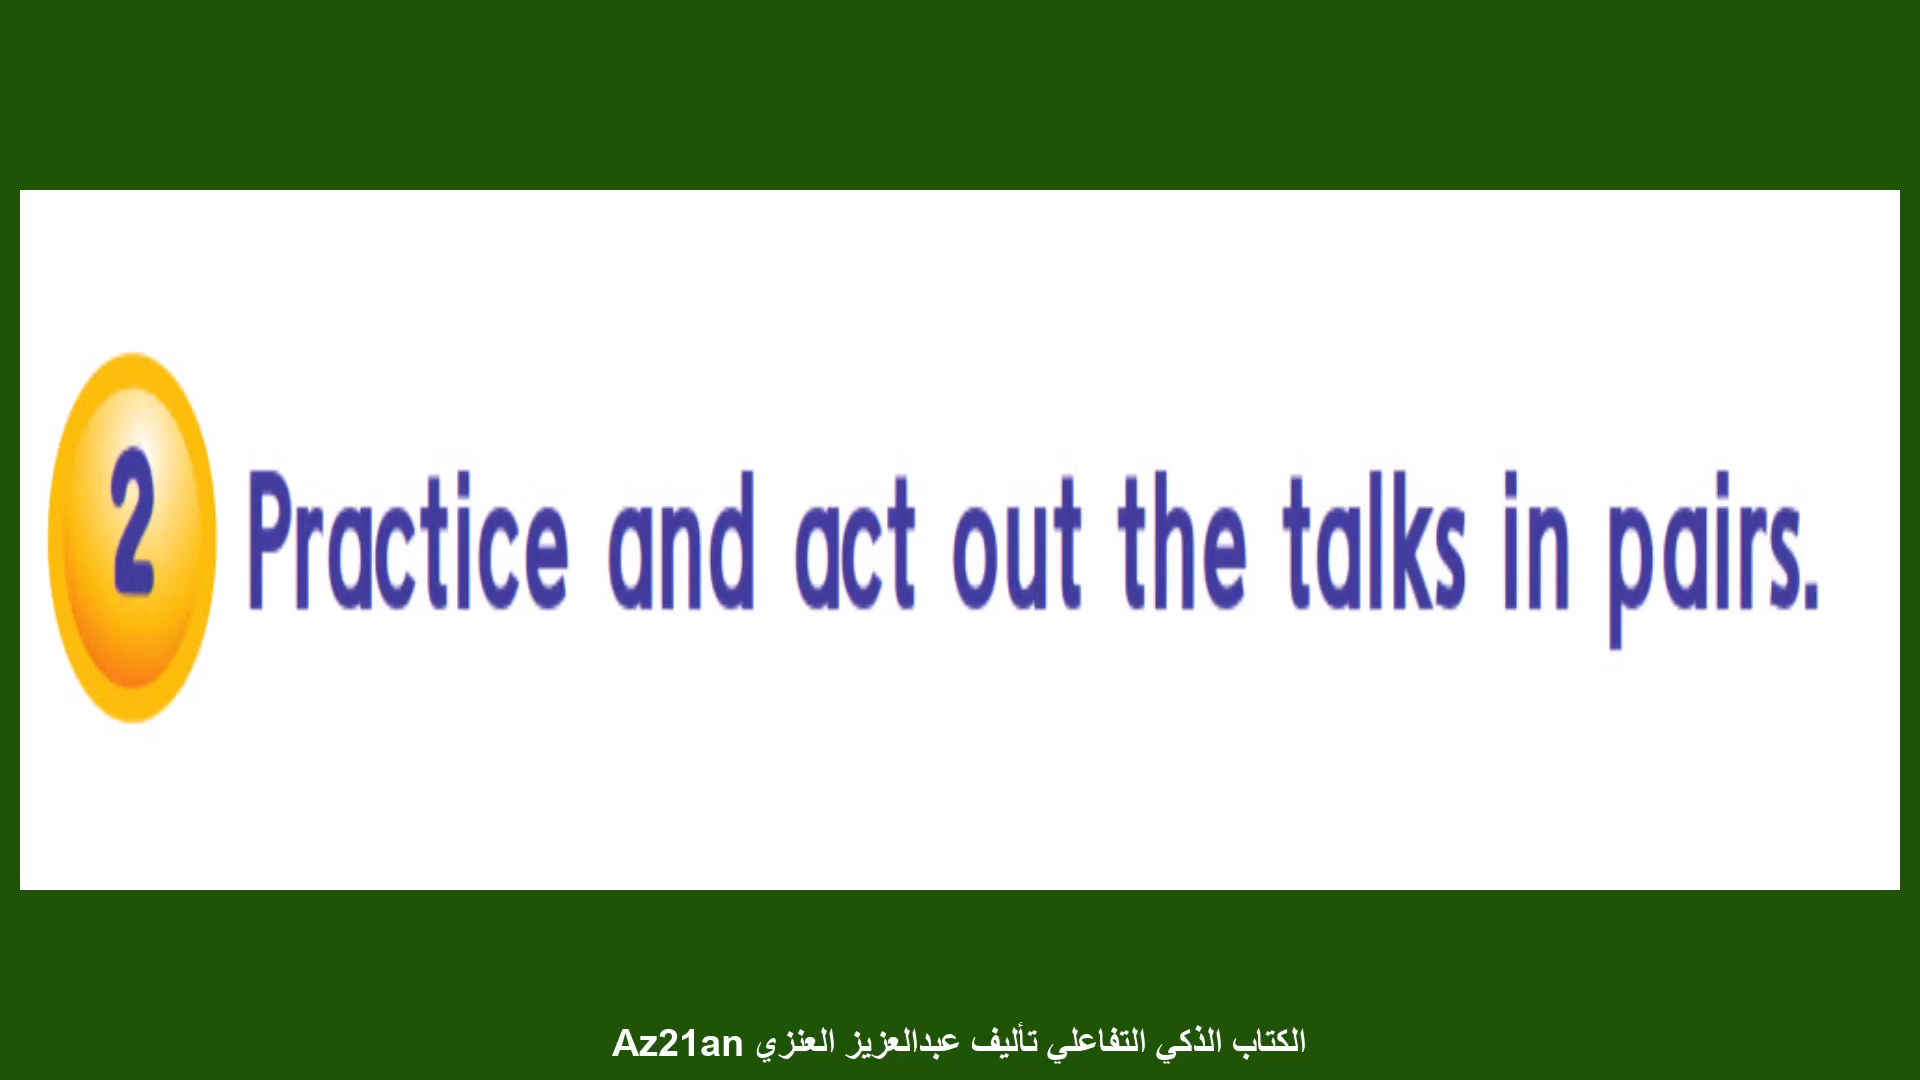 2 Practice and act out the talks in pairs.
الكتاب الذكي التفاعلي تأليف عبدالعزيز العنزي Az21an